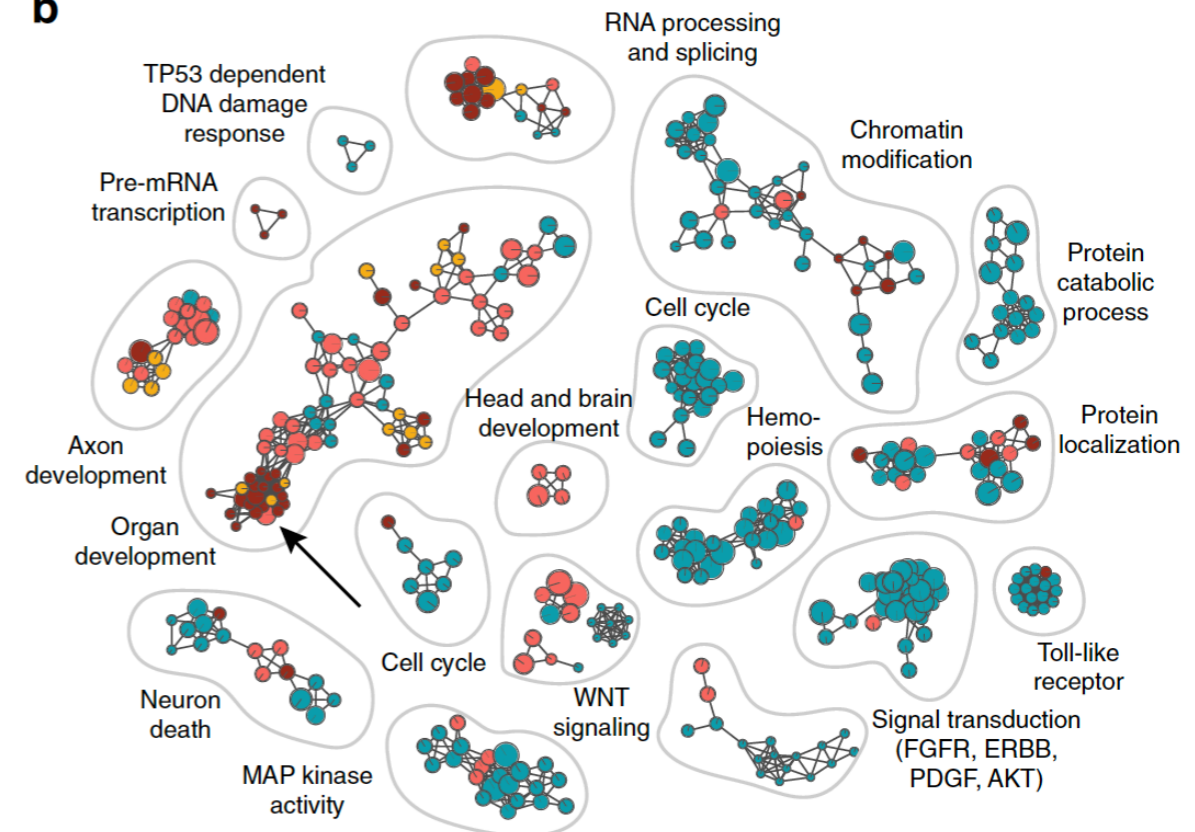 b
RNA processing
and splicing
TP53 dependent
DNA damage
response
Chromatin
modification
Pre-mRNA
transcription
Protein
catabolic
process
Cell cycle
Head and brain
development
Hemo-
poiesis
Protein
localization
Axon
development
Organ
development
Cell cycle
Toll-like
receptor
Neuron
death
WNT
signaling
Signal transduction
(FGFR, ERBB,
PDGF, AKT)
MAP kinase
activity